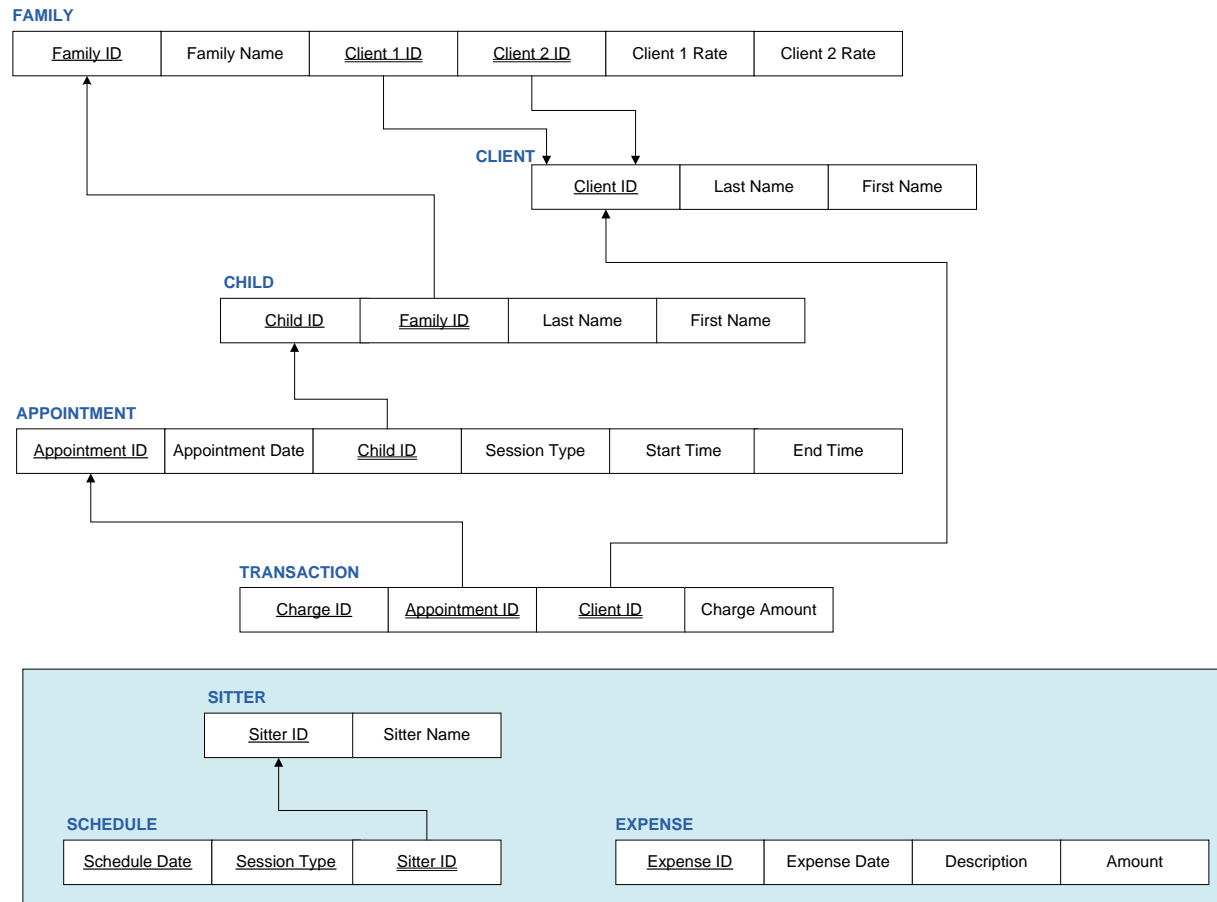 FAMILY
Family ID Family Name Client 1 ID Client 2 ID Client 1 Rate Client 2 Rate
CLIENT
Client ID Last Name First Name
CHILD
Child ID Family ID Last Name First Name
APPOINTMENT
Appointment ID Appointment Date Child ID Session Type Start Time End Time
TRANSACTION
Charge ID Appointment ID Client ID Charge Amount
SITTER
Sitter ID Sitter Name
SCHEDULE
Schedule Date Session Type Sitter ID
EXPENSE
Expense ID Expense Date Description Amount